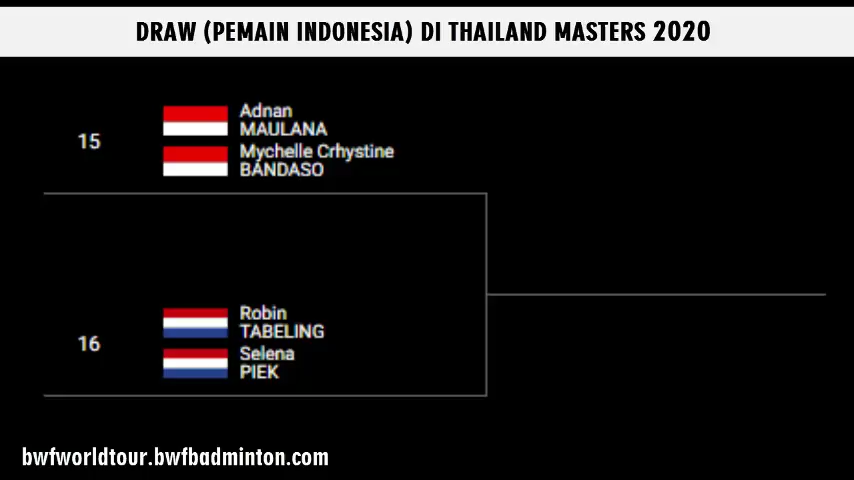 DRAW (PEMAIN INDONESIA) DI THAILAND MASTERS 2020
15
Adnan
MAULANA
Mychelle Crhystine
BANDASO
16
Robin
TABELING
Selena
PIEK
bwfworldtour.bwfbadminton.com